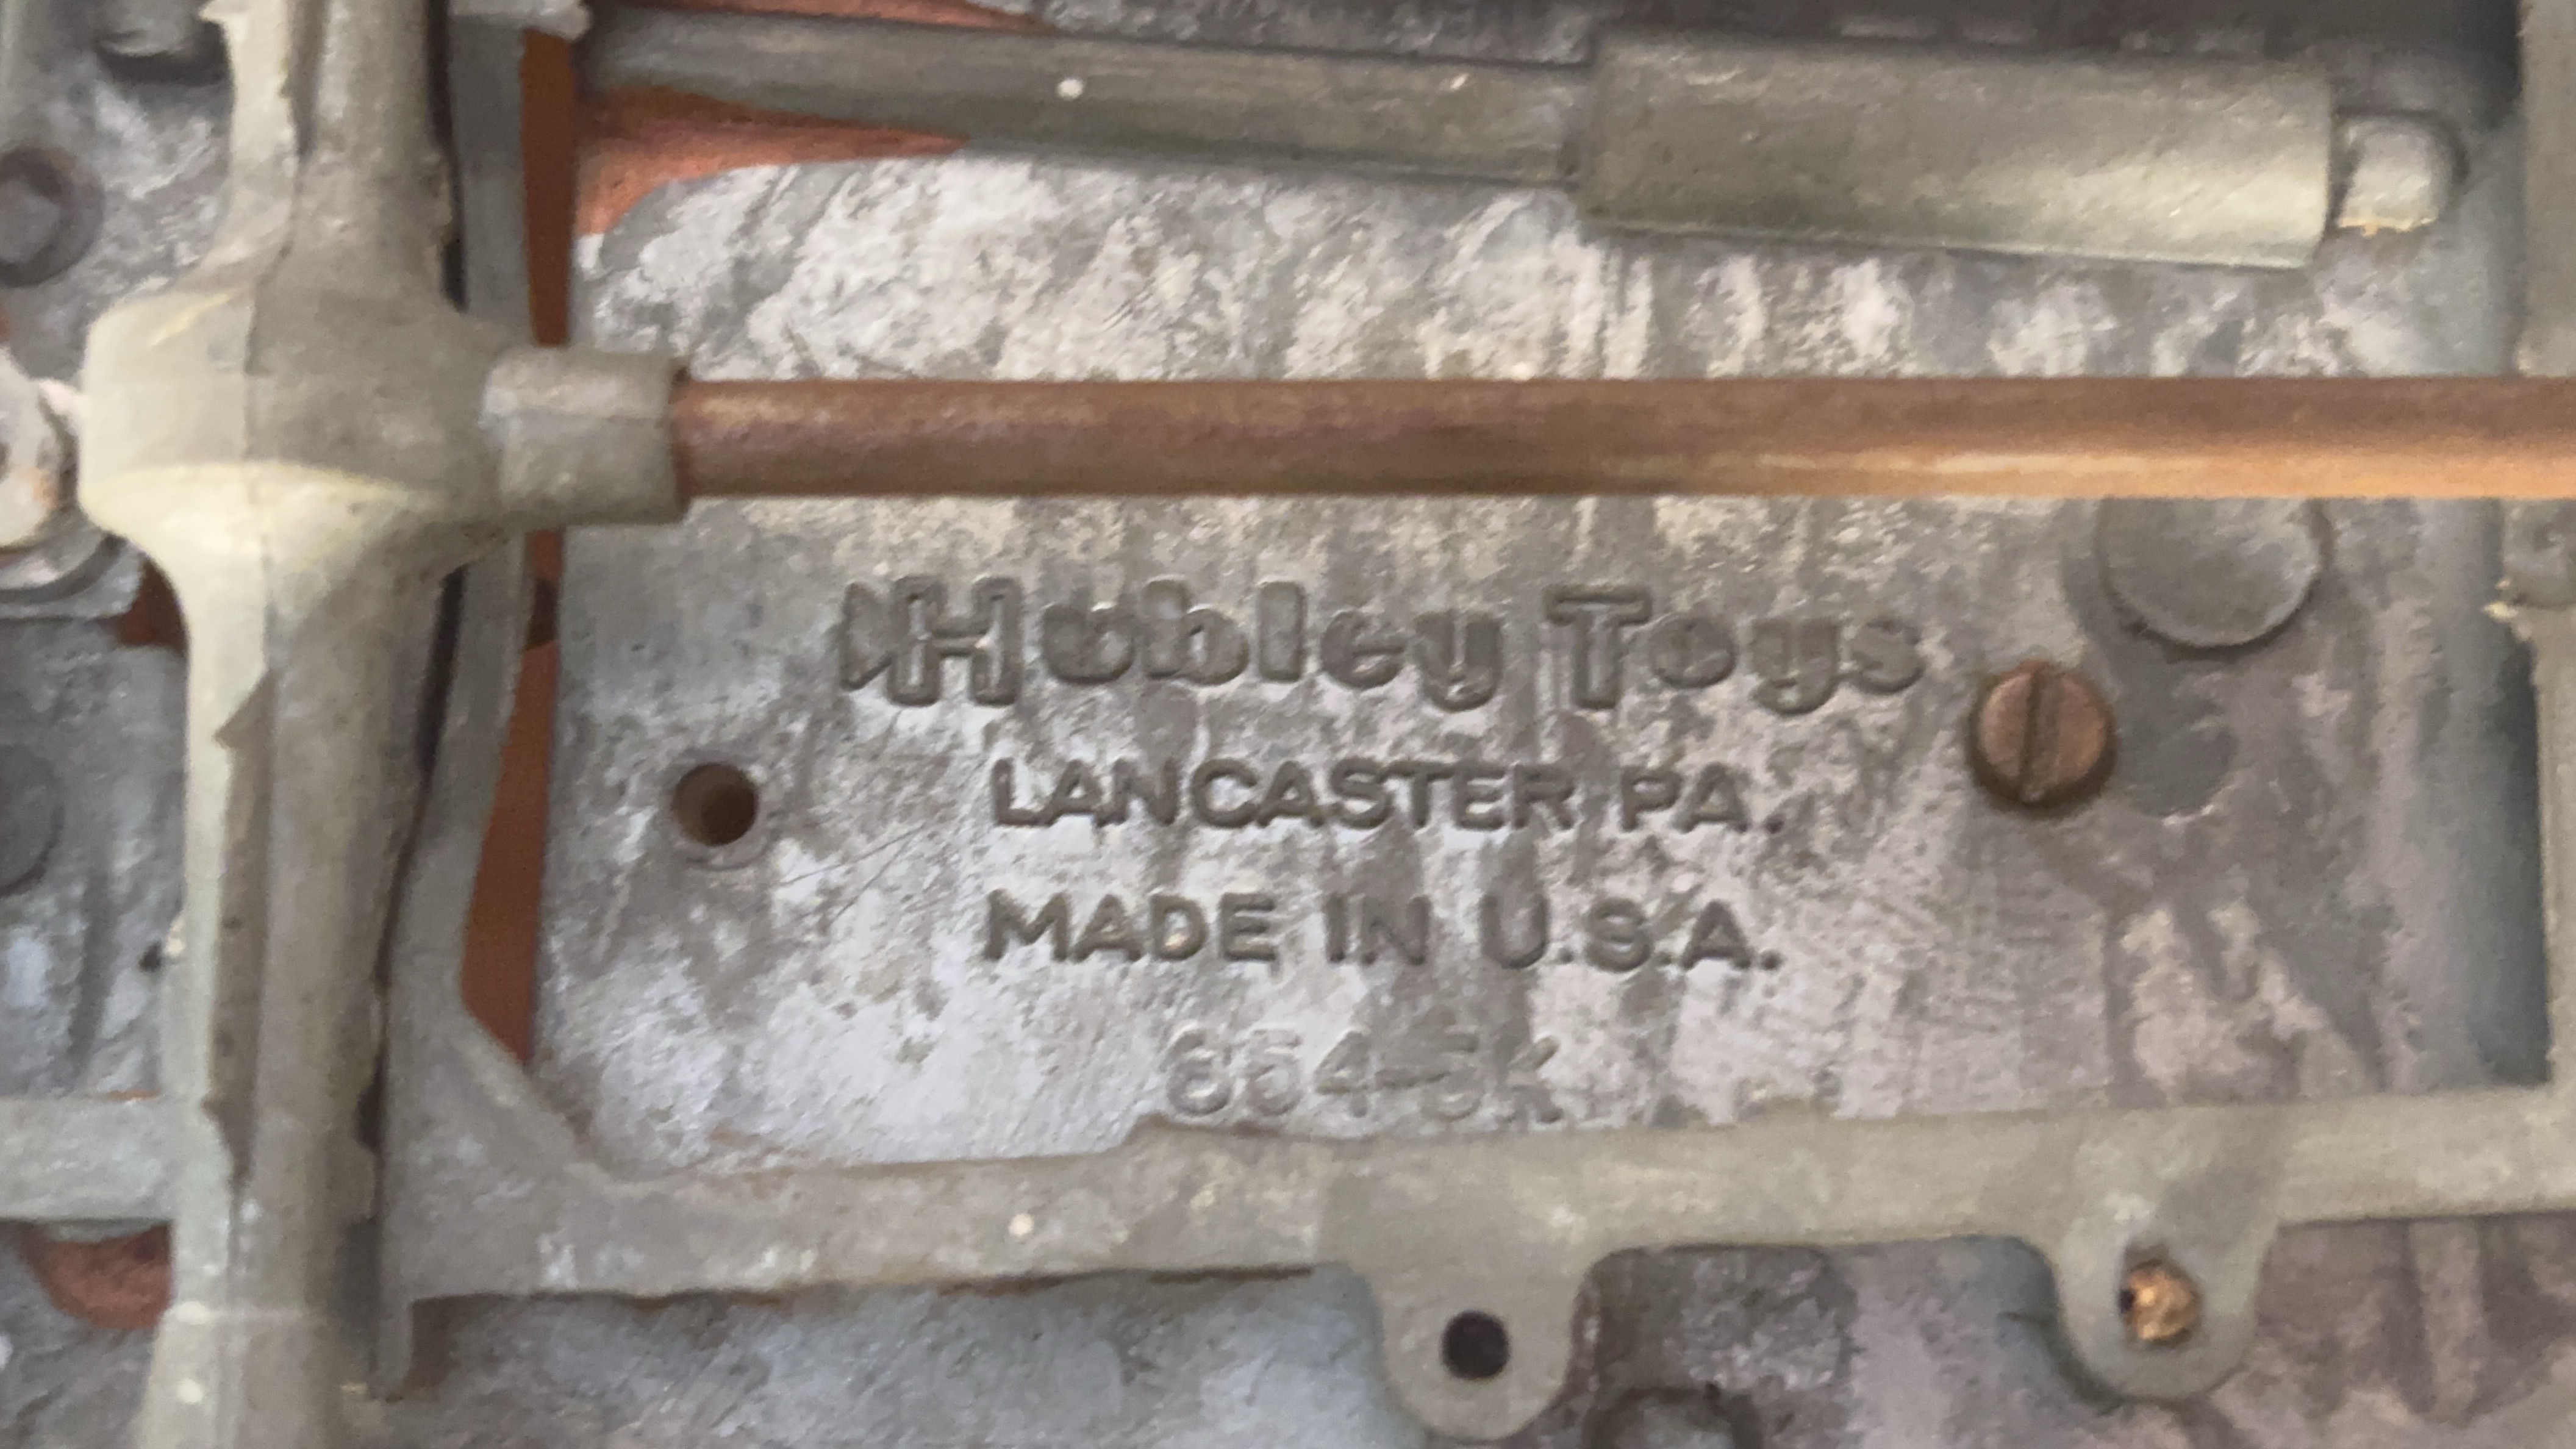 Hubley Toys
LANCASTER PA.
MADE IN U.S.A.